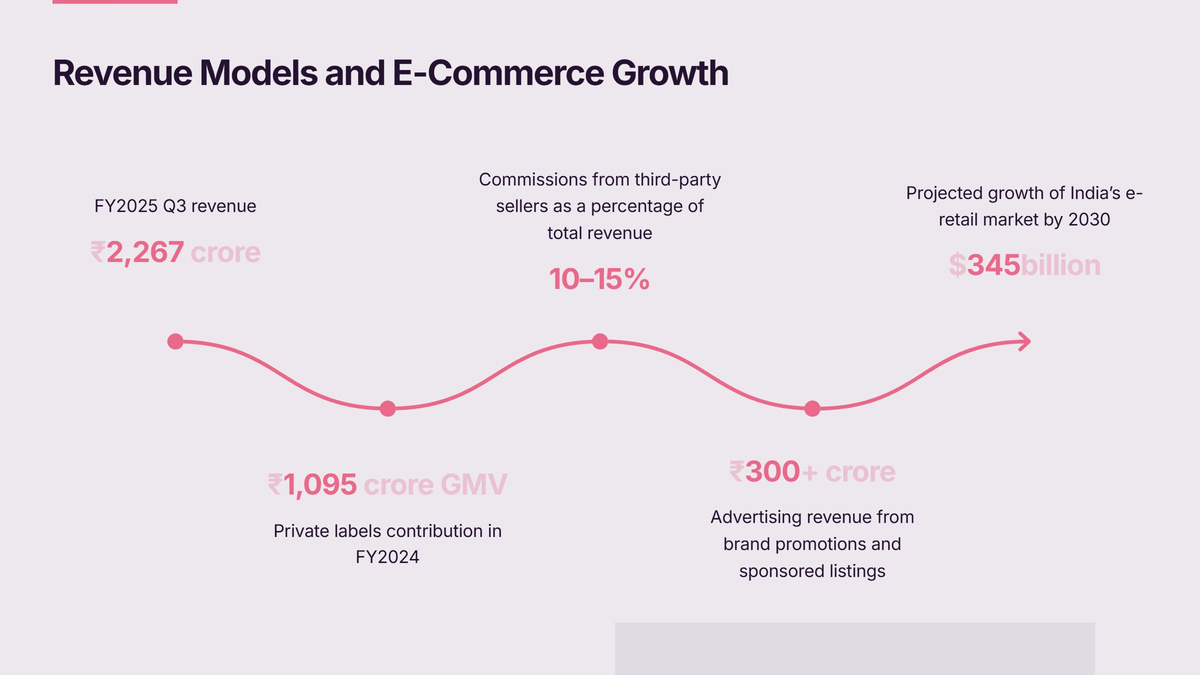 Revenue Models and E-Commerce Growth
FY2025 Q3 revenue
₹2,267 crore
Commissions from third-party
sellers as a percentage of
total revenue
10–15%
Projected growth of India’s e-
retail market by 2030
$345billion
₹1,095 crore GMV
Private labels contribution in
FY2024
₹300+ crore
Advertising revenue from
brand promotions and
sponsored listings